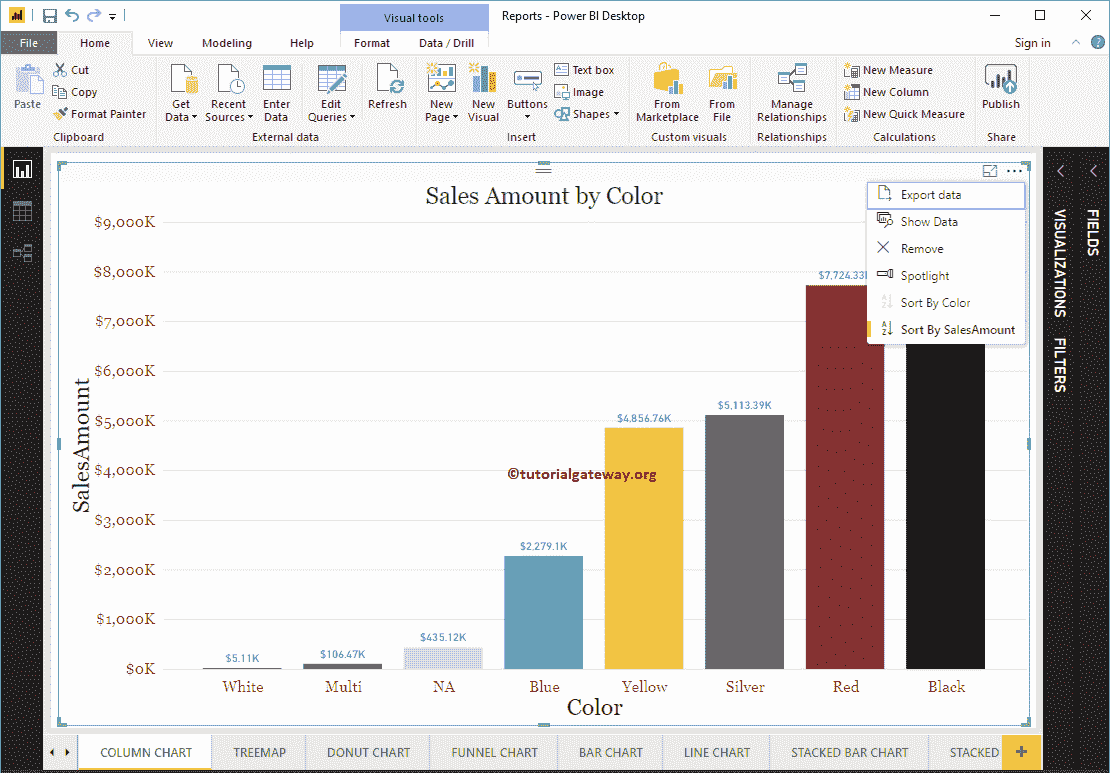 Visual tools
Reports - Power BI Desktop
File Home View Modeling Help Format Data / Drill Sign in
Paste
Cut
Copy
Format Painter
Clipboard
Get Data
Recent Sources
Enter Data
Edit Queries
External data
Refresh
New Page
New Visual
Buttons
Text box
Image
Shapes
Insert
From Marketplace
From File
Custom visuals
Manage Relationships
Relationships
New Measure
New Column
New Quick Measure
Calculations
Publish
Share
Sales Amount by Color
Export data
Show Data
Remove
Spotlight
Sort By Color
Sort By SalesAmount
VISUALIZATIONS
FILTERS
FIELDS
SalesAmount
$9,000K
$8,000K
$7,000K
$6,000K
$5,000K
$4,000K
$3,000K
$2,000K
$1,000K
$0K
$5.11K
$106.47K
$435.12K
$2,279.1K
$4,856.76K
$5,113.39K
$7,724.33K
©tutorialgateway.org
White Multi NA Blue Yellow Silver Red Black
Color
COLUMN CHART TREEMAP DONUT CHART FUNNEL CHART BAR CHART LINE CHART STACKED BAR CHART STACKED